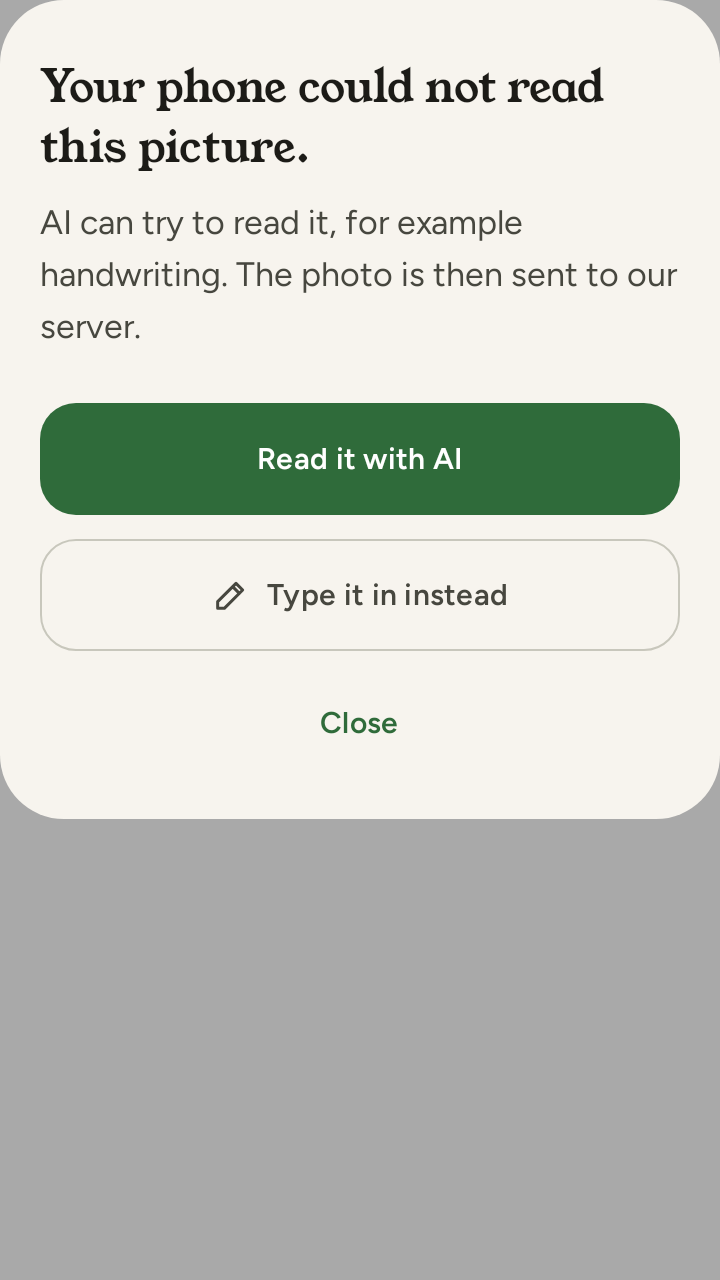 Your phone could not read
this picture.
AI can try to read it, for example
handwriting. The photo is then sent to our
server.
Read it with AI
Type it in instead
Close